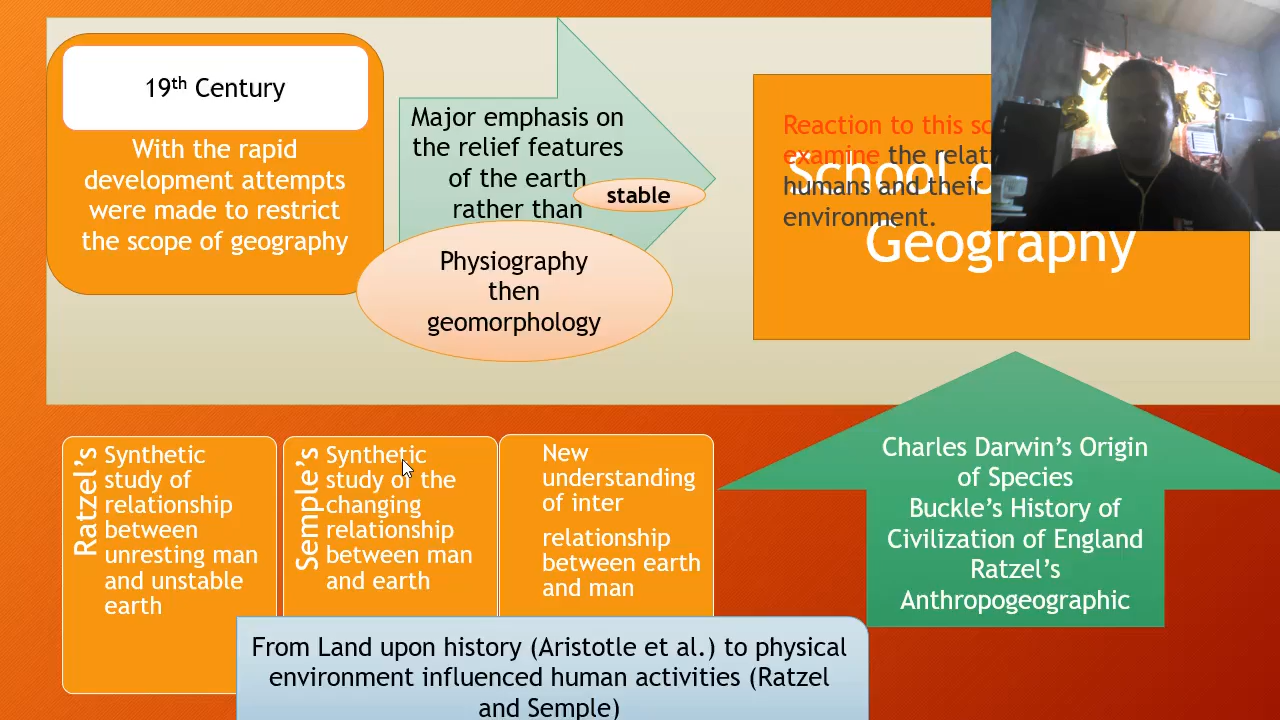 19th Century
With the rapid
development attempts
were made to restrict
the scope of geography
Major emphasis on
the relief features
of the earth
rather than
stable
Physiography
then
geomorphology
Reaction to this
examine the
humans and their
environment.
School
Geography
Ratzel's
Synthetic
study of
relationship
between
unresting man
and unstable
earth
Semple's
Synthetic
study of the
changing
relationship
between man
and earth
New
understanding
of inter
relationship
between earth
and man
Charles Darwin's Origin
of Species
Buckle's History of
Civilization of England
Ratzel's
Anthropogeographic
From Land upon history (Aristotle et al.) to physical
environment influenced human activities (Ratzel
and Semple)